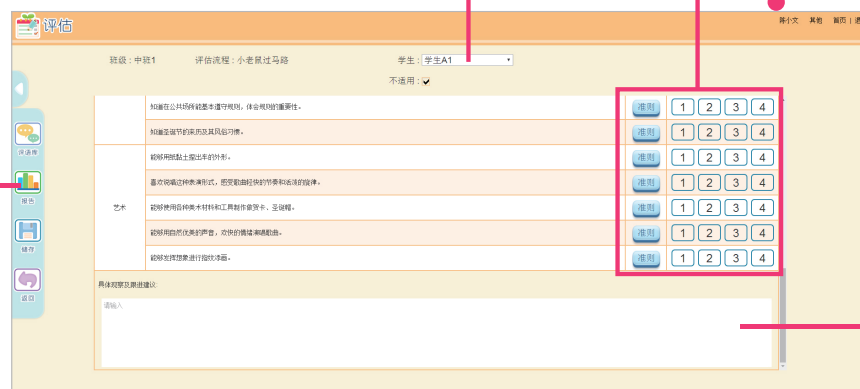 评估
陈小文 其他 首页 | 退
班级：中班1 评估流程：小老鼠过马路 学生：学生A1
不适用：
知道在公共场所能基本遵守规则，体会规则的重要性。 准则 1 2 3 4
知道圣诞节的来历及其风俗习惯。 准则 1 2 3 4
能够用纸黏土捏出车的外形。 准则 1 2 3 4
喜欢说唱这种表演形式，感受歌曲轻快的节奏和活泼的旋律。 准则 1 2 3 4
艺术 能够使用各种美术材料和工具制作做贺卡、圣诞帽。 准则 1 2 3 4
能够用自然优美的声音，欢快的情绪演唱歌曲。 准则 1 2 3 4
能够发挥想象进行指纹添画。 准则 1 2 3 4
评语库
报告
储存
返回
具体观察及跟进建议:
请输入